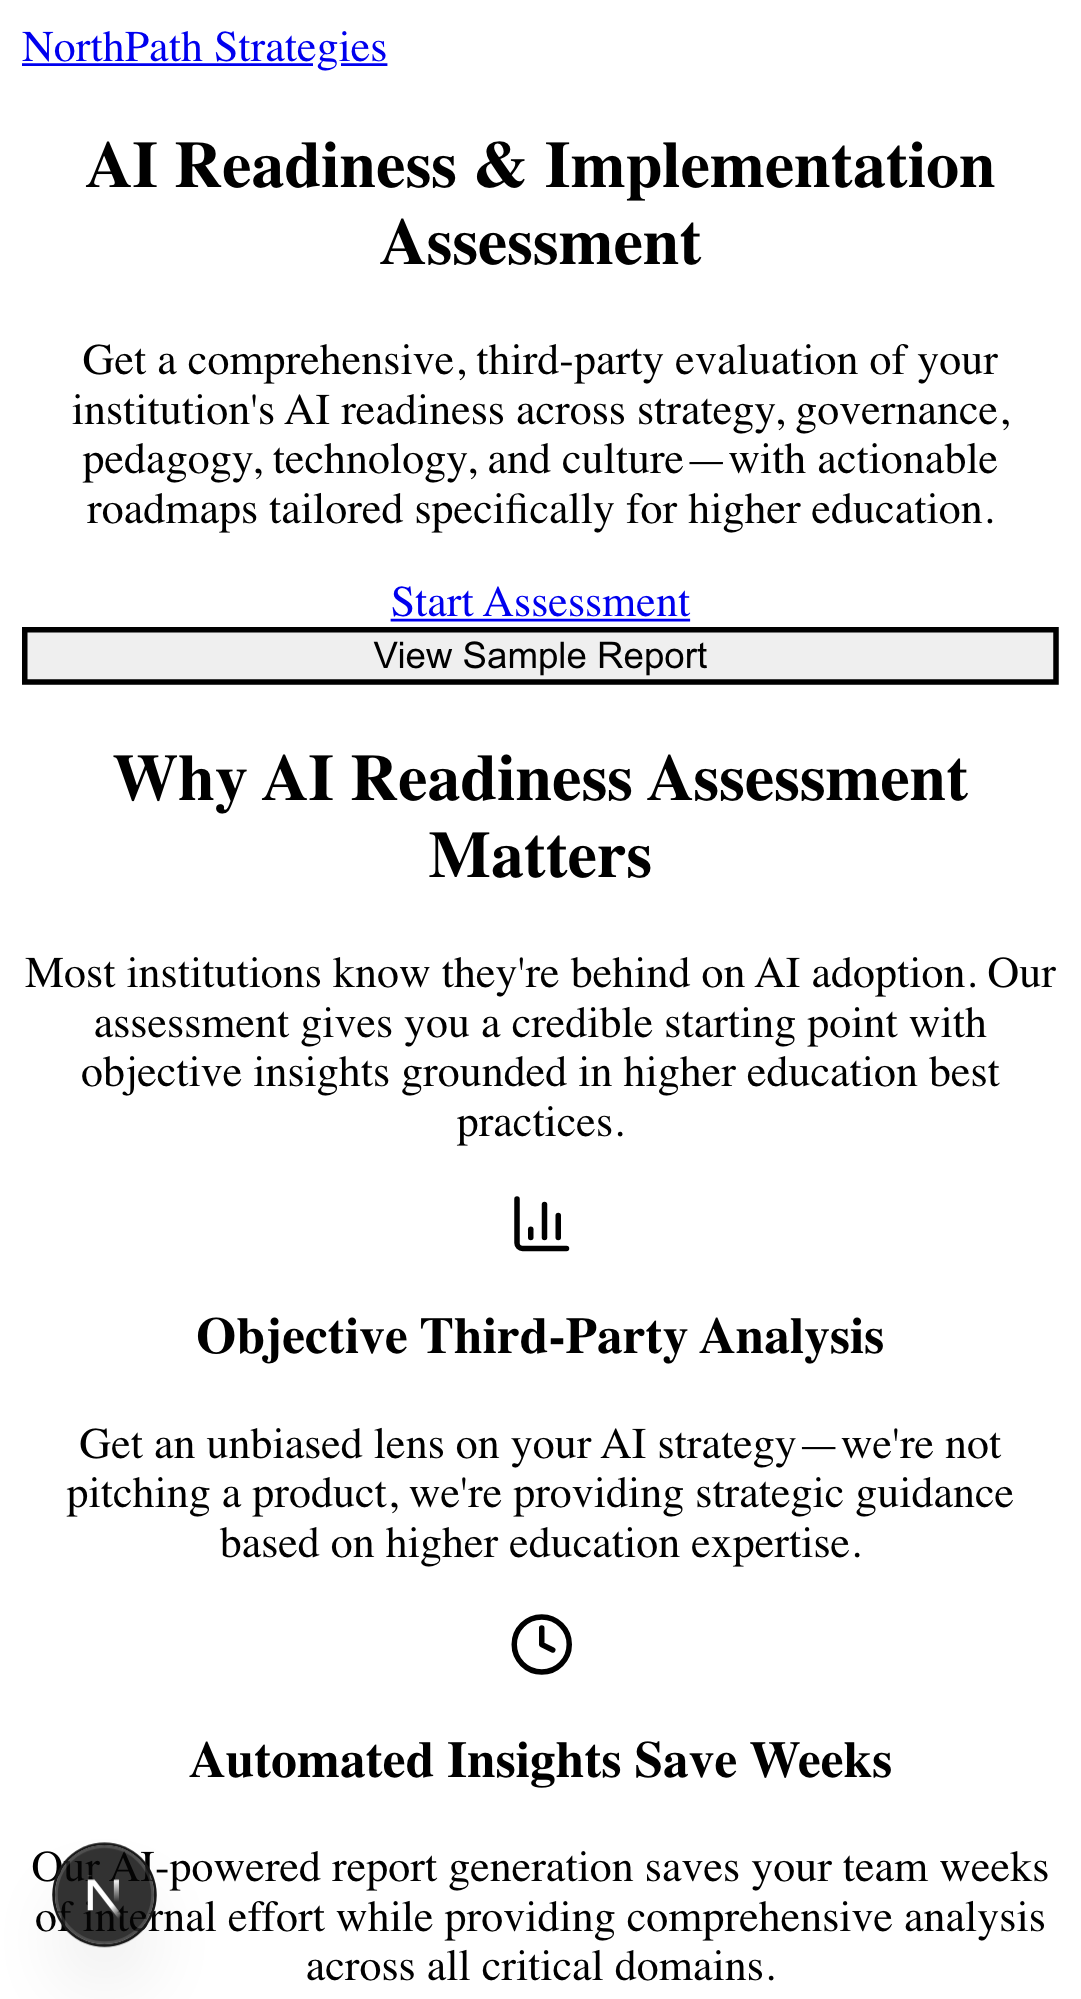 NorthPath Strategies
AI Readiness & Implementation
Assessment
Get a comprehensive, third-party evaluation of your
institution's AI readiness across strategy, governance,
pedagogy, technology, and culture—with actionable
roadmaps tailored specifically for higher education.
Start Assessment
View Sample Report
Why AI Readiness Assessment
Matters
Most institutions know they're behind on AI adoption. Our
assessment gives you a credible starting point with
objective insights grounded in higher education best
practices.
Objective Third-Party Analysis
Get an unbiased lens on your AI strategy—we're not
pitching a product, we're providing strategic guidance
based on higher education expertise.
Automated Insights Save Weeks
Our AI-powered report generation saves your team weeks
of internal effort while providing comprehensive analysis
across all critical domains.
N